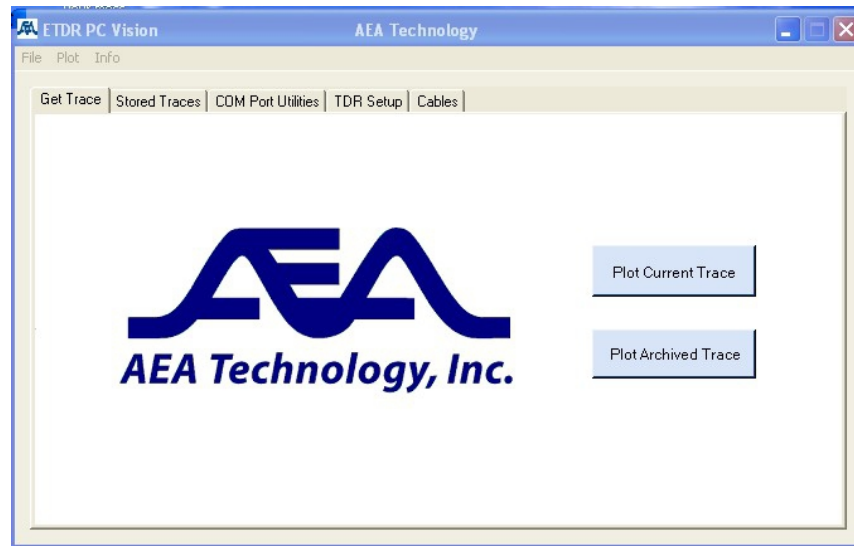 ETDR PC Vision AEA Technology
File Plot Info
Get Trace Stored Traces COM Port Utilities TDR Setup Cables
AEA
Plot Current Trace
Plot Archived Trace
AEA Technology, Inc.